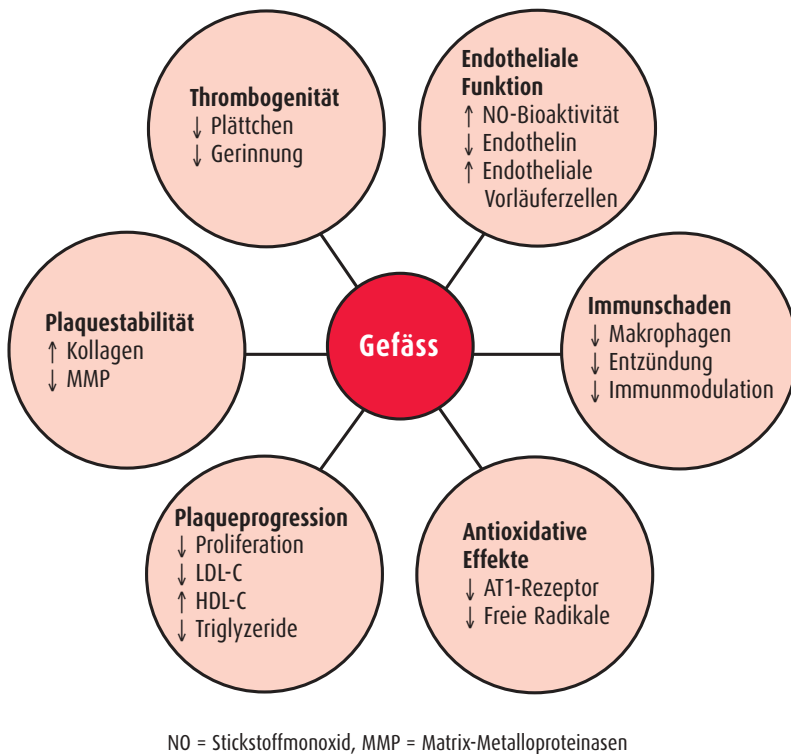 Thrombogenität
↓ Plättchen
↓ Gerinnung
Endotheliale
Funktion
↑ NO-Bioaktivität
↓ Endothelin
↑ Endotheliale
Vorläuferzellen
Plaquestabilität
↑ Kollagen
↓ MMP
Gefäss
Immunschaden
↓ Makrophagen
↓ Entzündung
↓ Immunmodulation
Plaqueprogression
↓ Proliferation
↓ LDL-C
↑ HDL-C
↓ Triglyzeride
Antioxidative
Effekte
↓ AT1-Rezeptor
↓ Freie Radikale
NO = Stickstoffmonoxid, MMP = Matrix-Metalloproteinasen